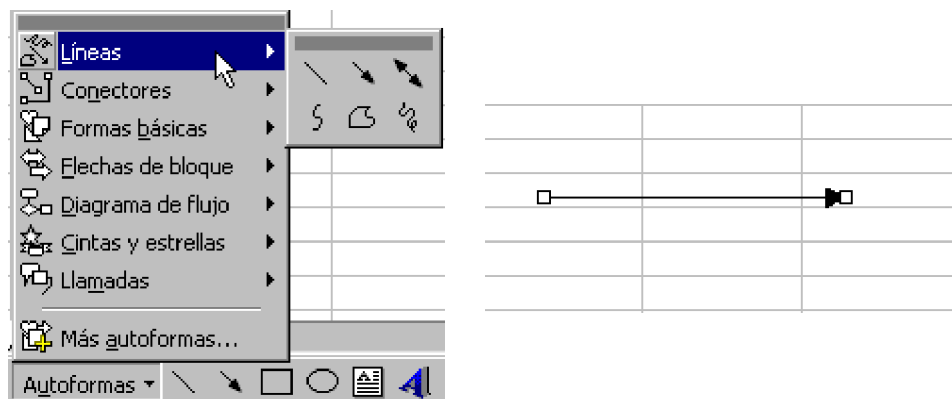 Líneas
Conectores
Formas básicas
Flechas de bloque
Diagrama de flujo
Cintas y estrellas
Llamadas
Más autoformas...
Autoformas